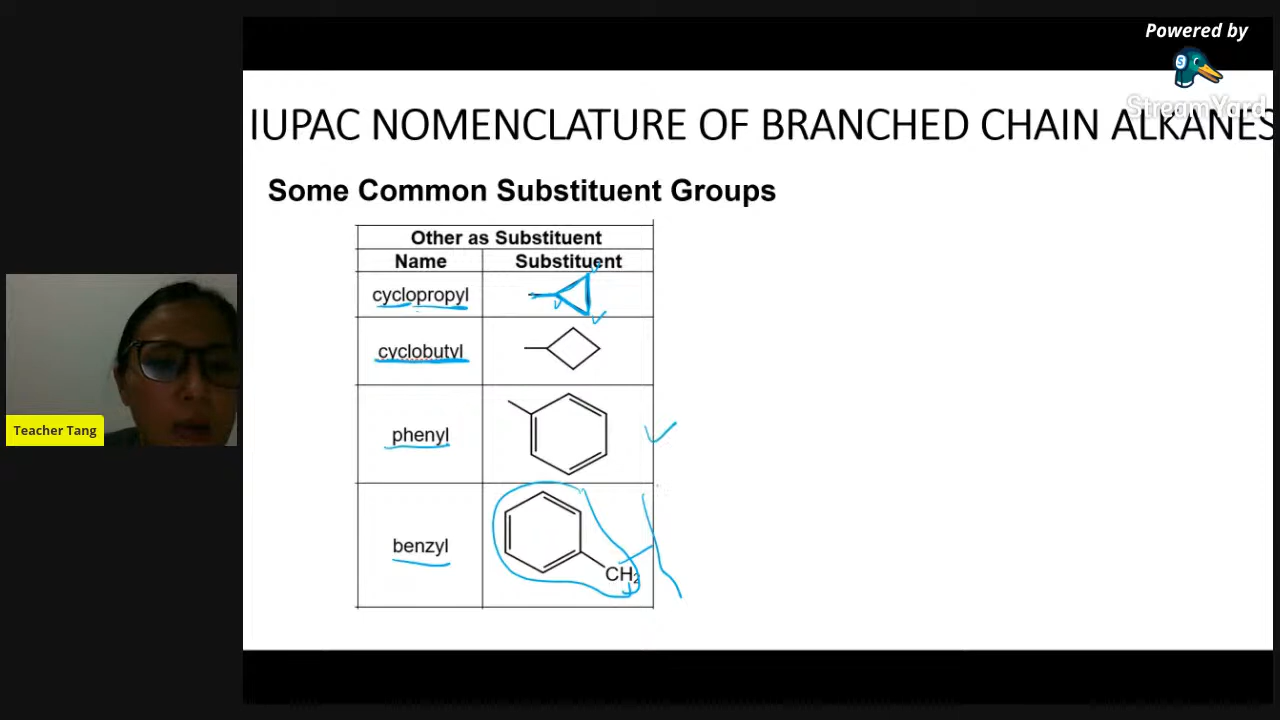 Powered by
StreamYard
IUPAC NOMENCLATURE OF BRANCHED CHAIN ALKANES
Some Common Substituent Groups
Other as Substituent
Name Substituent
cyclopropyl
cyclobutyl
phenyl
benzyl
CH₂
Teacher Tang